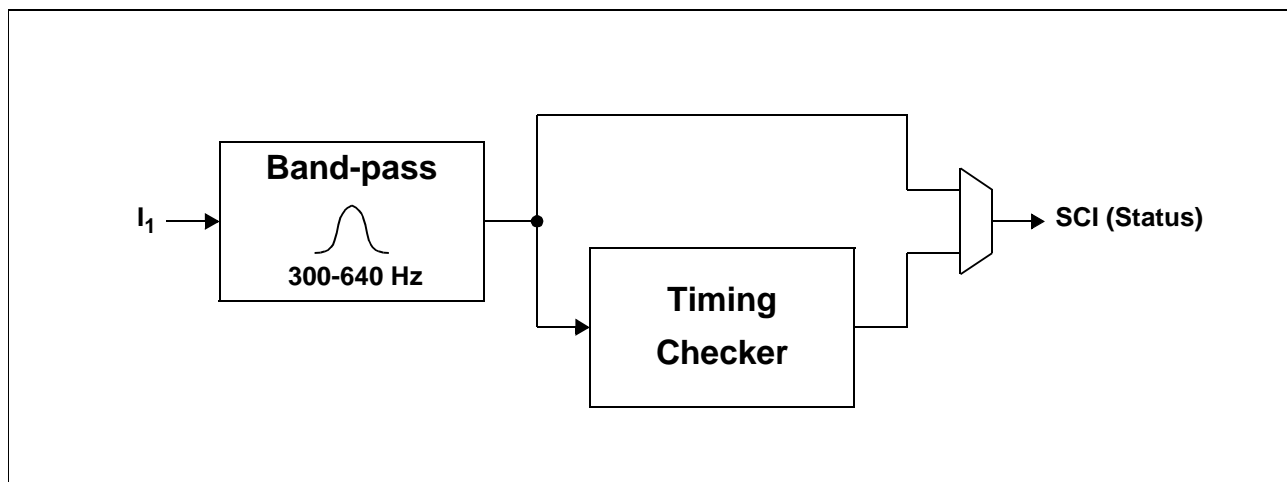 Band-pass
I₁
300-640 Hz
SCI (Status)
Timing
Checker